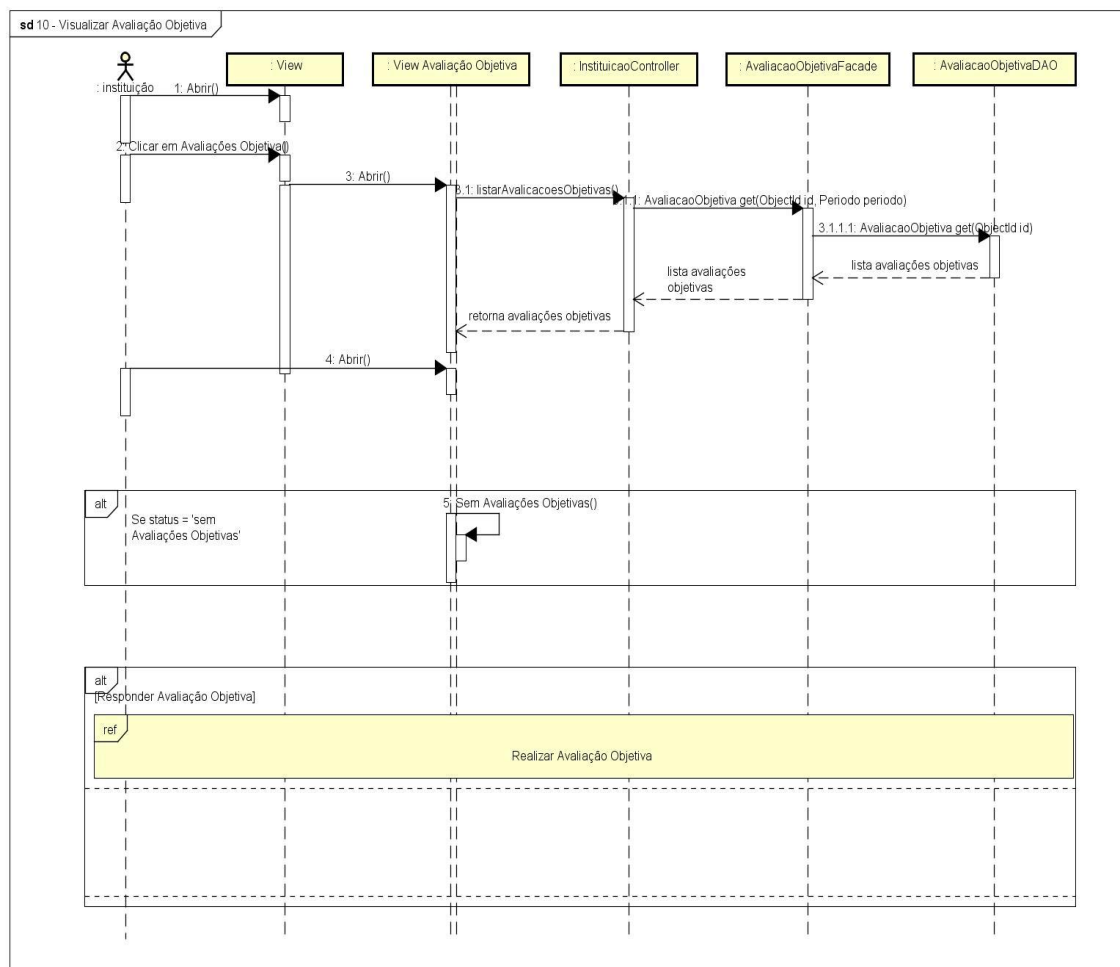 sd 10 - Visualizar Avaliação Objetiva
: instituição
: View
: View Avaliação Objetiva
: InstituicaoController
: AvaliacaoObjetivaFacade
: AvaliacaoObjetivaDAO
1: Abrir()
2: Clicar em Avaliações Objetiva()
3: Abrir()
3.1: listarAvalicacoesObjetivas()
1.1: AvaliacaoObjetiva get(ObjectId id, Periodo periodo)
3.1.1.1: AvaliacaoObjetiva get(ObjectId id)
lista avaliações objetivas
lista avaliações
objetivas
retorna avaliações objetivas
4: Abrir()
alt
Se status = 'sem
Avaliações Objetivas'
5: Sem Avaliações Objetivas()
alt
[Responder Avaliação Objetiva]
ref
Realizar Avaliação Objetiva